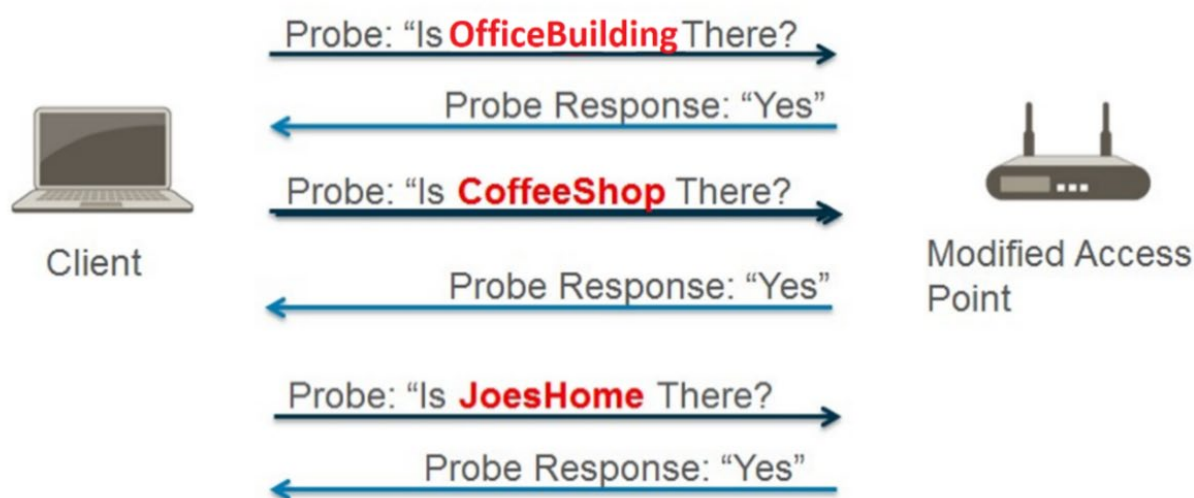 Probe: “Is OfficeBuilding There?
Probe Response: “Yes”
Probe: “Is CoffeeShop There?
Client
Modified Access
Point
Probe Response: “Yes”
Probe: “Is JoesHome There?
Probe Response: “Yes”